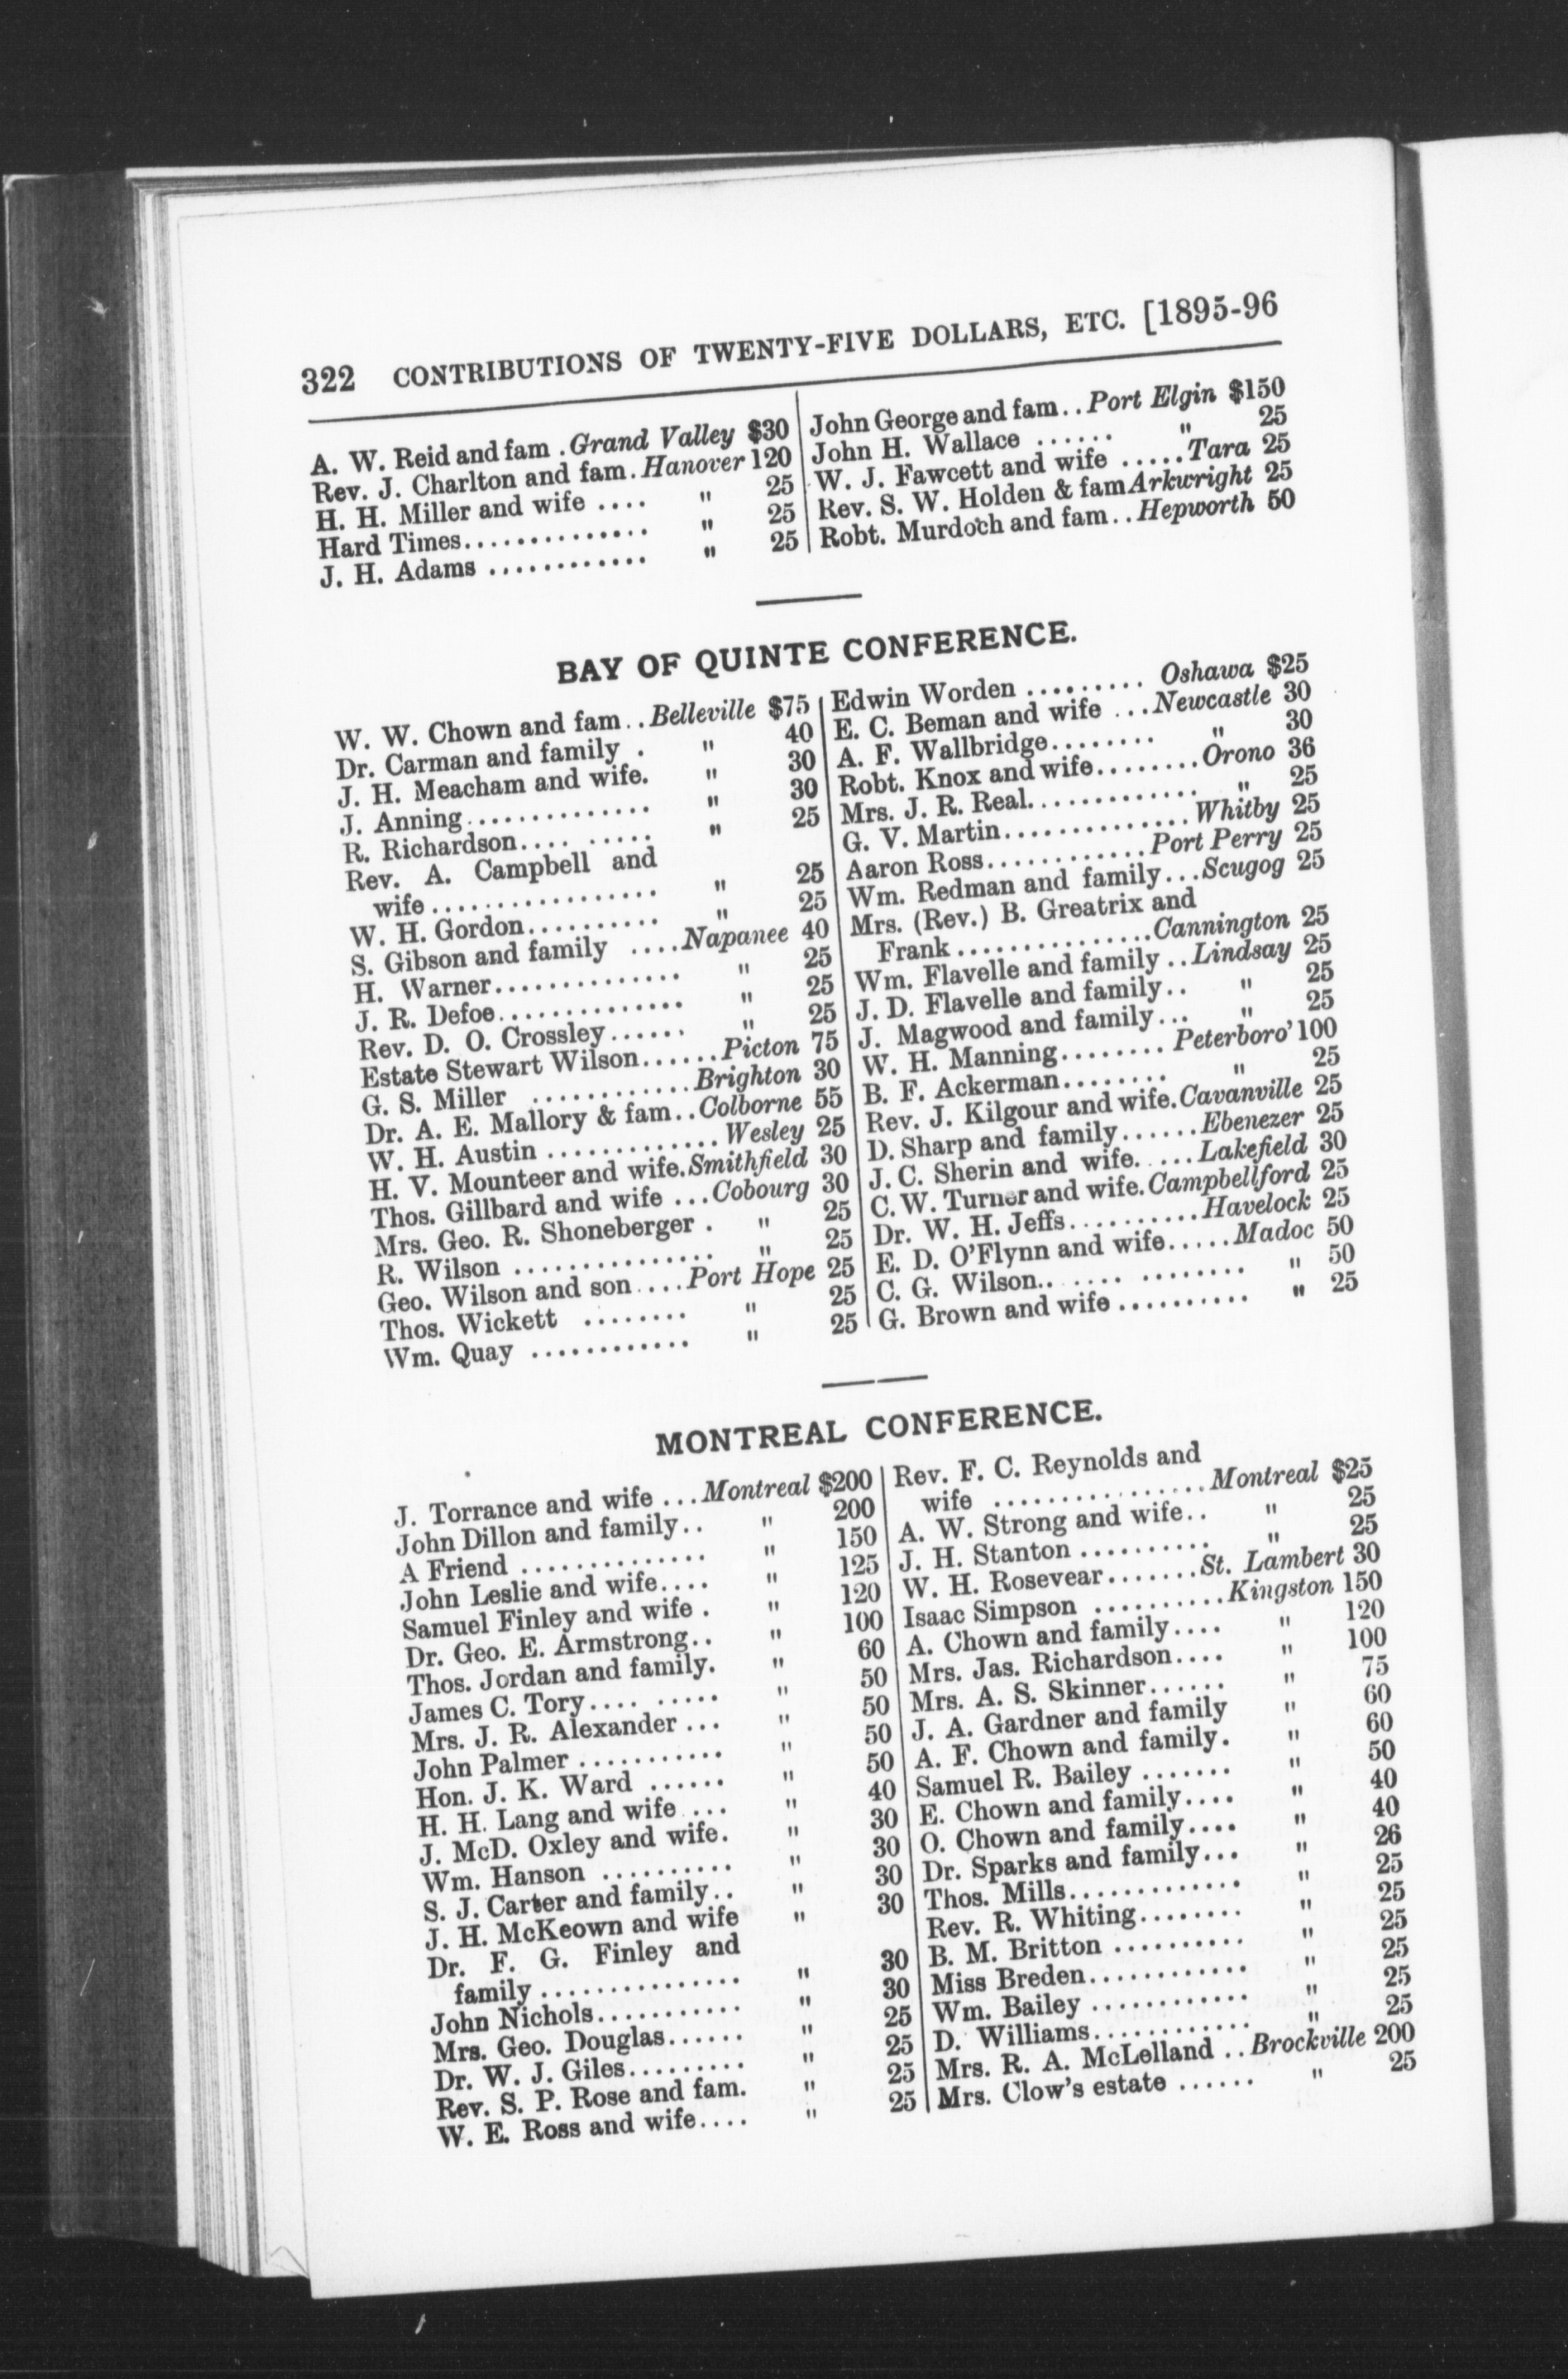 322 CONTRIBUTIONS OF TWENTY-FIVE DOLLARS, ETC. [1895-96
A. W. Reid and fam . Grand Valley $30
Rev. J. Charlton and fam. Hanover 120
H. H. Miller and wife .... " 25
Hard Times.............. " 25
J. H. Adams ............ " 25
John George and fam.. Port Elgin $150
John H. Wallace ...... " 25
W. J. Fawcett and wife .....Tara 25
Rev. S. W. Holden & fam Arkwright 25
Robt. Murdoch and fam.. Hepworth 50
BAY OF QUINTE CONFERENCE.
W. W. Chown and fam.. Belleville $75
Dr. Carman and family . " 40
J. H. Meacham and wife. " 30
J. Anning.............. " 30
R. Richardson.... ..... " 25
Rev. A. Campbell and
wife................. " 25
W. H. Gordon.......... " 25
S. Gibson and family ....Napanee 40
H. Warner.............. " 25
J. R. Defoe.............. " 25
Rev. D. O. Crossley...... " 25
Estate Stewart Wilson......Picton 75
G. S. Miller ............Brighton 30
Dr. A. E. Mallory & fam..Colborne 55
W. H. Austin .............Wesley 25
H. V. Mounteer and wife.Smithfield 30
Thos. Gillbard and wife ...Cobourg 30
Mrs. Geo. R. Shoneberger . " 25
R. Wilson ............... " 25
Geo. Wilson and son....Port Hope 25
Thos. Wickett ........ " 25
Wm. Quay ............ " 25
Edwin Worden ......... Oshawa $25
E. C. Beman and wife ...Newcastle 30
A. F. Wallbridge........ " 30
Robt. Knox and wife........Orono 36
Mrs. J. R. Real............. " 25
G. V. Martin...............Whitby 25
Aaron Ross............Port Perry 25
Wm. Redman and family...Scugog 25
Mrs. (Rev.) B. Greatrix and
Frank...............Cannington 25
Wm. Flavelle and family..Lindsay 25
J. D. Flavelle and family.. " 25
J. Magwood and family... " 25
W. H. Manning........ Peterboro' 100
B. F. Ackerman........ " 25
Rev. J. Kilgour and wife.Cavanville 25
D. Sharp and family......Ebenezer 25
J. C. Sherin and wife. ....Lakefield 30
C. W. Turner and wife.Campbellford 25
Dr. W. H. Jeffs..........Havelock 25
E. D. O'Flynn and wife.....Madoc 50
C. G. Wilson.. .... ........ " 50
G. Brown and wife.......... " 25
MONTREAL CONFERENCE.
J. Torrance and wife ...Montreal $200
John Dillon and family.. " 200
A Friend .............. " 150
John Leslie and wife.... " 125
Samuel Finley and wife . " 120
Dr. Geo. E. Armstrong.. " 100
Thos. Jordan and family. " 60
James C. Tory.... ..... " 50
Mrs. J. R. Alexander ... " 50
John Palmer ........... " 50
Hon. J. K. Ward ...... " 50
H. H. Lang and wife ... " 40
J. McD. Oxley and wife. " 30
Wm. Hanson .......... " 30
S. J. Carter and family.. " 30
J. H. McKeown and wife " 30
Dr. F. G. Finley and
family............... " 30
John Nichols........... " 30
Mrs. Geo. Douglas...... " 25
Dr. W. J. Giles......... " 25
Rev. S. P. Rose and fam. " 25
W. E. Ross and wife.... " 25
Rev. F. C. Reynolds and
wife ................Montreal $25
A. W. Strong and wife.. " 25
J. H. Stanton .......... " 25
W. H. Rosevear.......St. Lambert 30
Isaac Simpson ..........Kingston 150
A. Chown and family.... " 120
Mrs. Jas. Richardson.... " 100
Mrs. A. S. Skinner...... " 75
J. A. Gardner and family " 60
A. F. Chown and family. " 60
Samuel R. Bailey ....... " 50
E. Chown and family.... " 40
O. Chown and family.... " 40
Dr. Sparks and family... " 26
Thos. Mills............. " 25
Rev. R. Whiting........ " 25
B. M. Britton .......... " 25
Miss Breden............ " 25
Wm. Bailey ............ " 25
D. Williams............ " 25
Mrs. R. A. McLelland ..Brockville 200
Mrs. Clow's estate ...... " 25